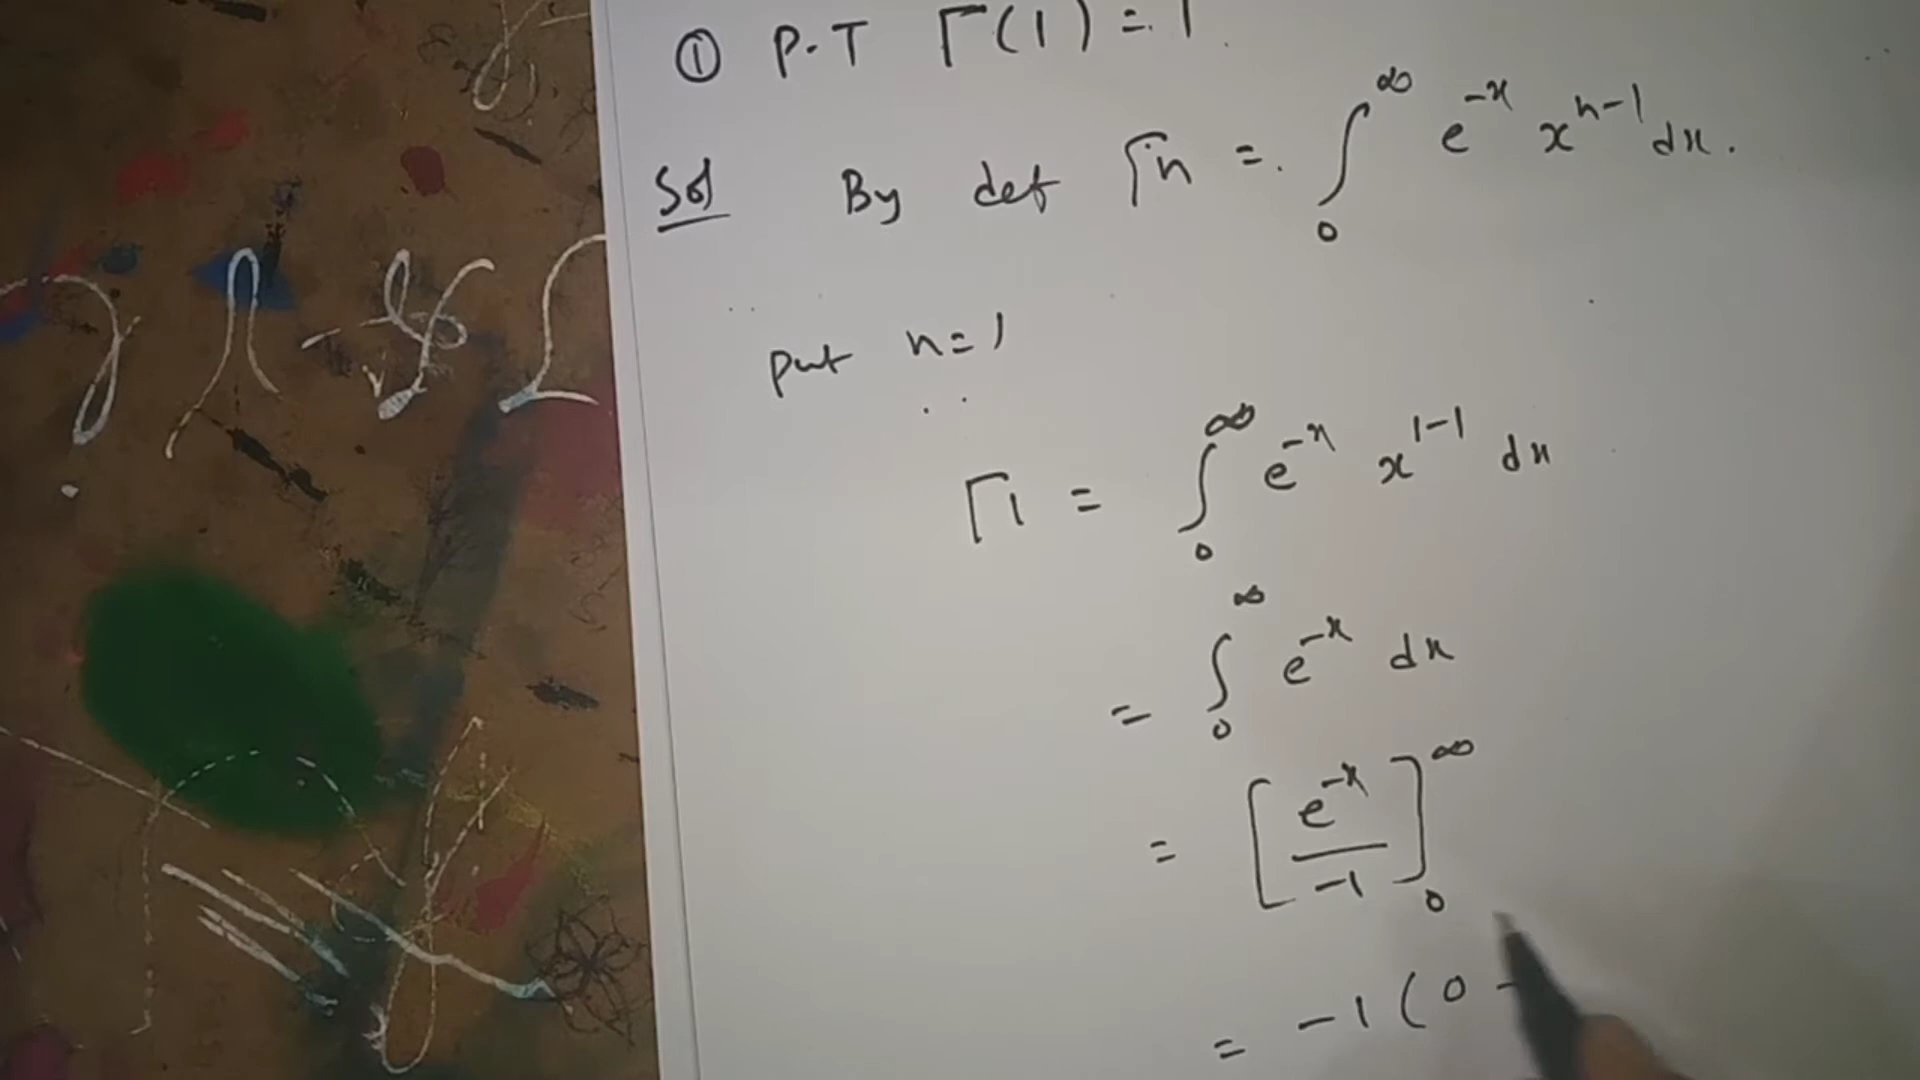 ① P.T Γ(1) = 1
Sol By def Γn = ∫₀^∞ e^{-x} x^{n-1} dx.
put n=1
Γ1 = ∫₀^∞ e^{-x} x^{1-1} dx
= ∫₀^∞ e^{-x} dx
= [e^{-x}/-1]₀^∞
= -1 ( 0 -